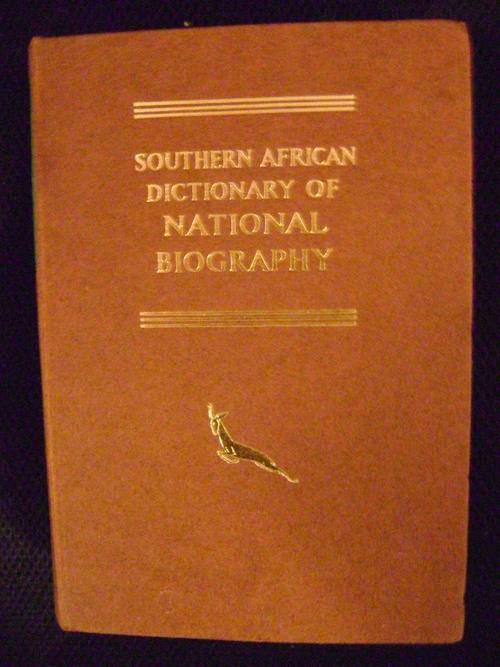 SOUTHERN AFRICAN
DICTIONARY OF
NATIONAL
BIOGRAPHY